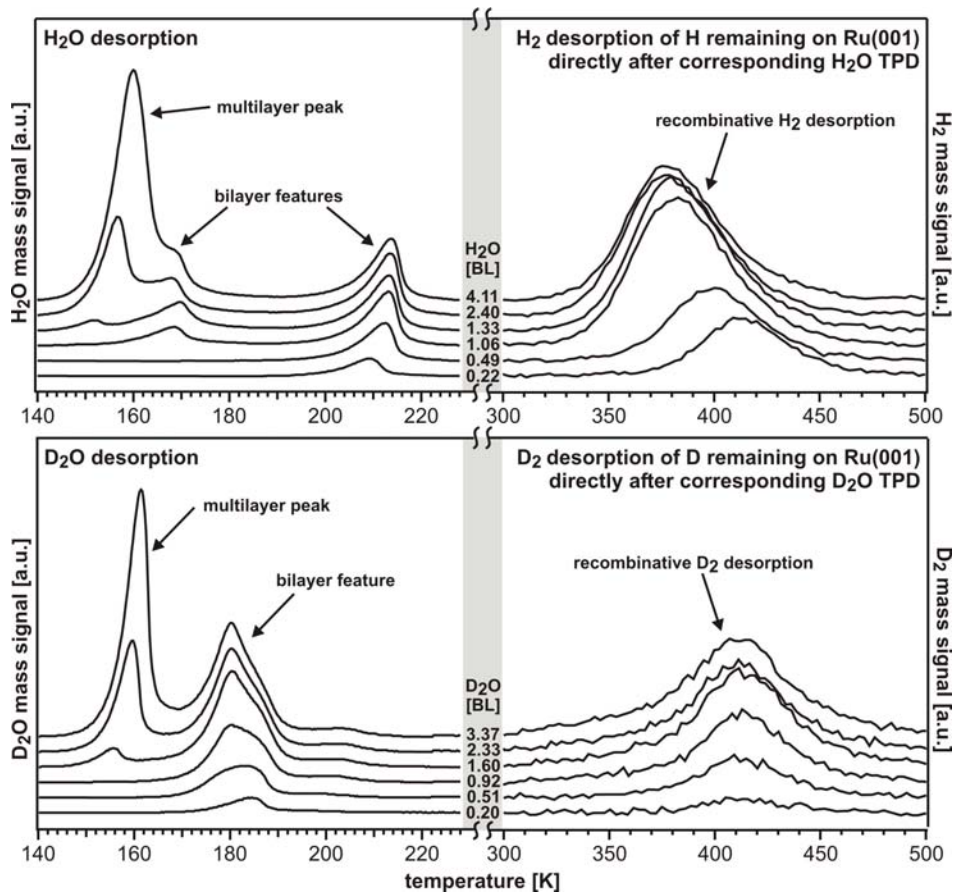 H2O desorption
H2 desorption of H remaining on Ru(001)
directly after corresponding H2O TPD
multilayer peak
bilayer features
recombinative H2 desorption
H2O mass signal [a.u.]
H2 mass signal [a.u.]
H2O
[BL]
4.11
2.40
1.33
1.06
0.49
0.22
140 160 180 200 220 300 350 400 450 500
D2O desorption
D2 desorption of D remaining on Ru(001)
directly after corresponding D2O TPD
multilayer peak
bilayer feature
recombinative D2 desorption
D2O mass signal [a.u.]
D2 mass signal [a.u.]
D2O
[BL]
3.37
2.33
1.60
0.92
0.51
0.20
140 160 180 200 220 300 350 400 450 500
temperature [K]